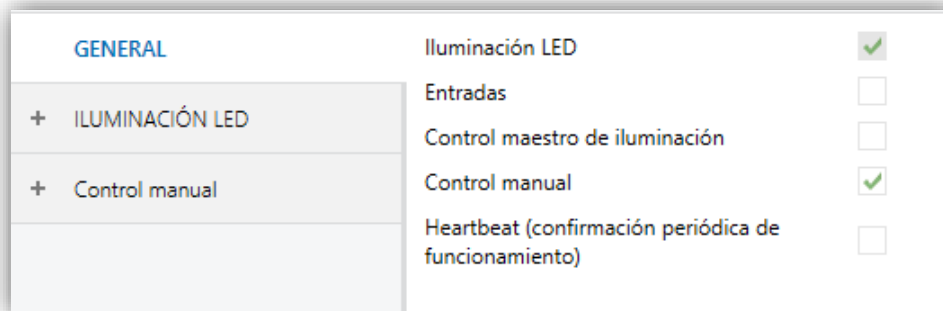 GENERAL
+ ILUMINACIÓN LED
+ Control manual
Iluminación LED
Entradas
Control maestro de iluminación
Control manual
Heartbeat (confirmación periódica de
funcionamiento)